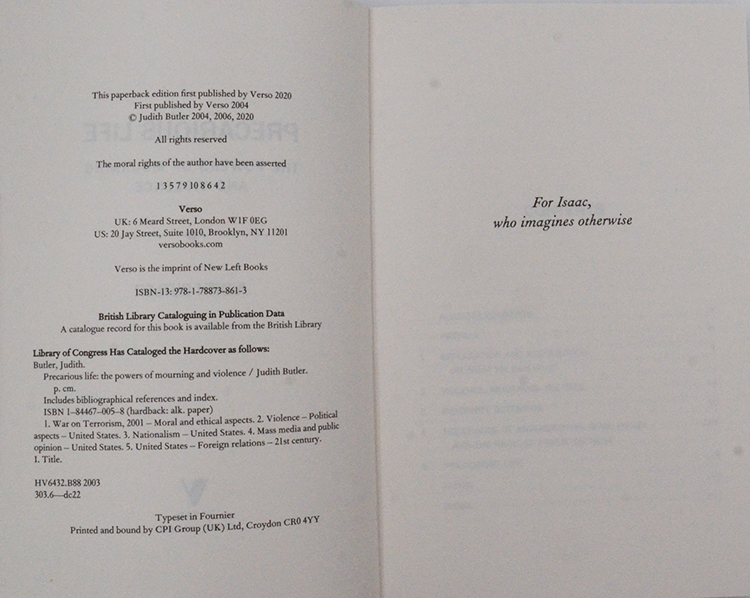 This paperback edition first published by Verso 2020
First published by Verso 2004
© Judith Butler 2004, 2006, 2020
All rights reserved
The moral rights of the author have been asserted
1 3 5 7 9 10 8 6 4 2
Verso
UK: 6 Meard Street, London W1F 0EG
US: 20 Jay Street, Suite 1010, Brooklyn, NY 11201
versobooks.com
Verso is the imprint of New Left Books
ISBN-13: 978-1-78873-861-3
British Library Cataloguing in Publication Data
A catalogue record for this book is available from the British Library
Library of Congress Has Cataloged the Hardcover as follows:
Butler, Judith.
Precarious life: the powers of mourning and violence / Judith Butler.
p. cm.
Includes bibliographical references and index.
ISBN 1–84467–005–8 (hardback: alk. paper)
1. War on Terrorism, 2001 – Moral and ethical aspects. 2. Violence – Political
aspects – United States. 3. Nationalism – United States. 4. Mass media and public
opinion – United States. 5. United States – Foreign relations – 21st century.
I. Title.
HV6432.B88 2003
303.6—dc22
Typeset in Fournier
Printed and bound by CPI Group (UK) Ltd, Croydon CR0 4YY
For Isaac,
who imagines otherwise